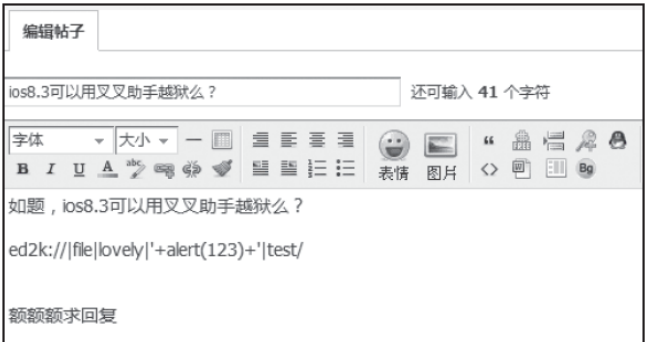 编辑帖子
ios8.3可以用叉叉助手越狱么？
还可输入 41 个字符
字体
大小
B I U A abc
表情
图片
Bg
如题，ios8.3可以用叉叉助手越狱么？
ed2k://|file|lovely|'+alert(123)+'|test/
额额额求回复